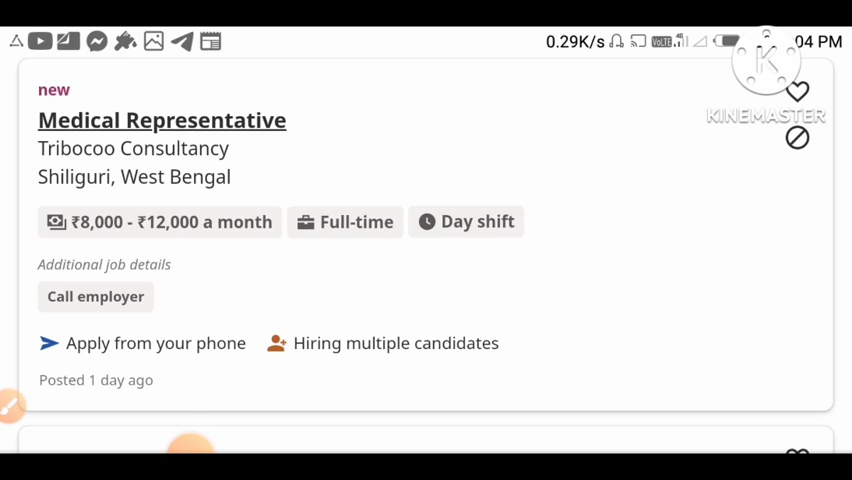 0.29K/s VoLTE 4G 04 PM
KINEMASTER
new
Medical Representative
Tribocoo Consultancy
Shiliguri, West Bengal
₹8,000 - ₹12,000 a month Full-time Day shift
Additional job details
Call employer
Apply from your phone Hiring multiple candidates
Posted 1 day ago